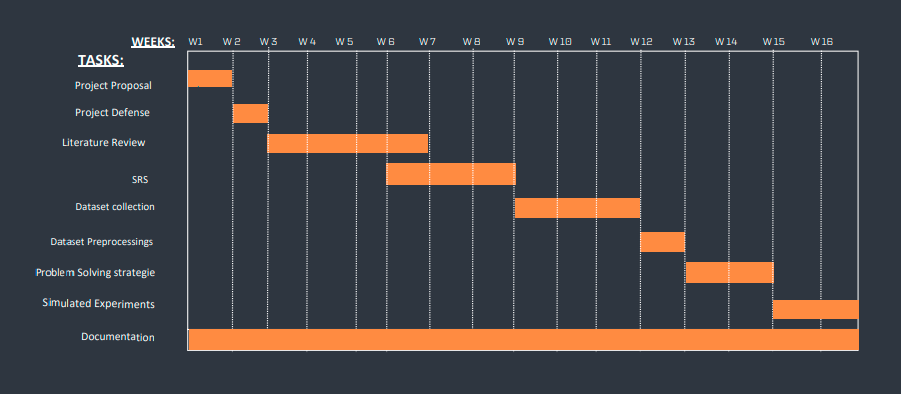 WEEKS: W1 W2 W3 W4 W5 W6 W7 W8 W9 W10 W11 W12 W13 W14 W15 W16
TASKS:
Project Proposal
Project Defense
Literature Review
SRS
Dataset collection
Dataset Preprocessings
Problem Solving strategie
Simulated Experiments
Documentation